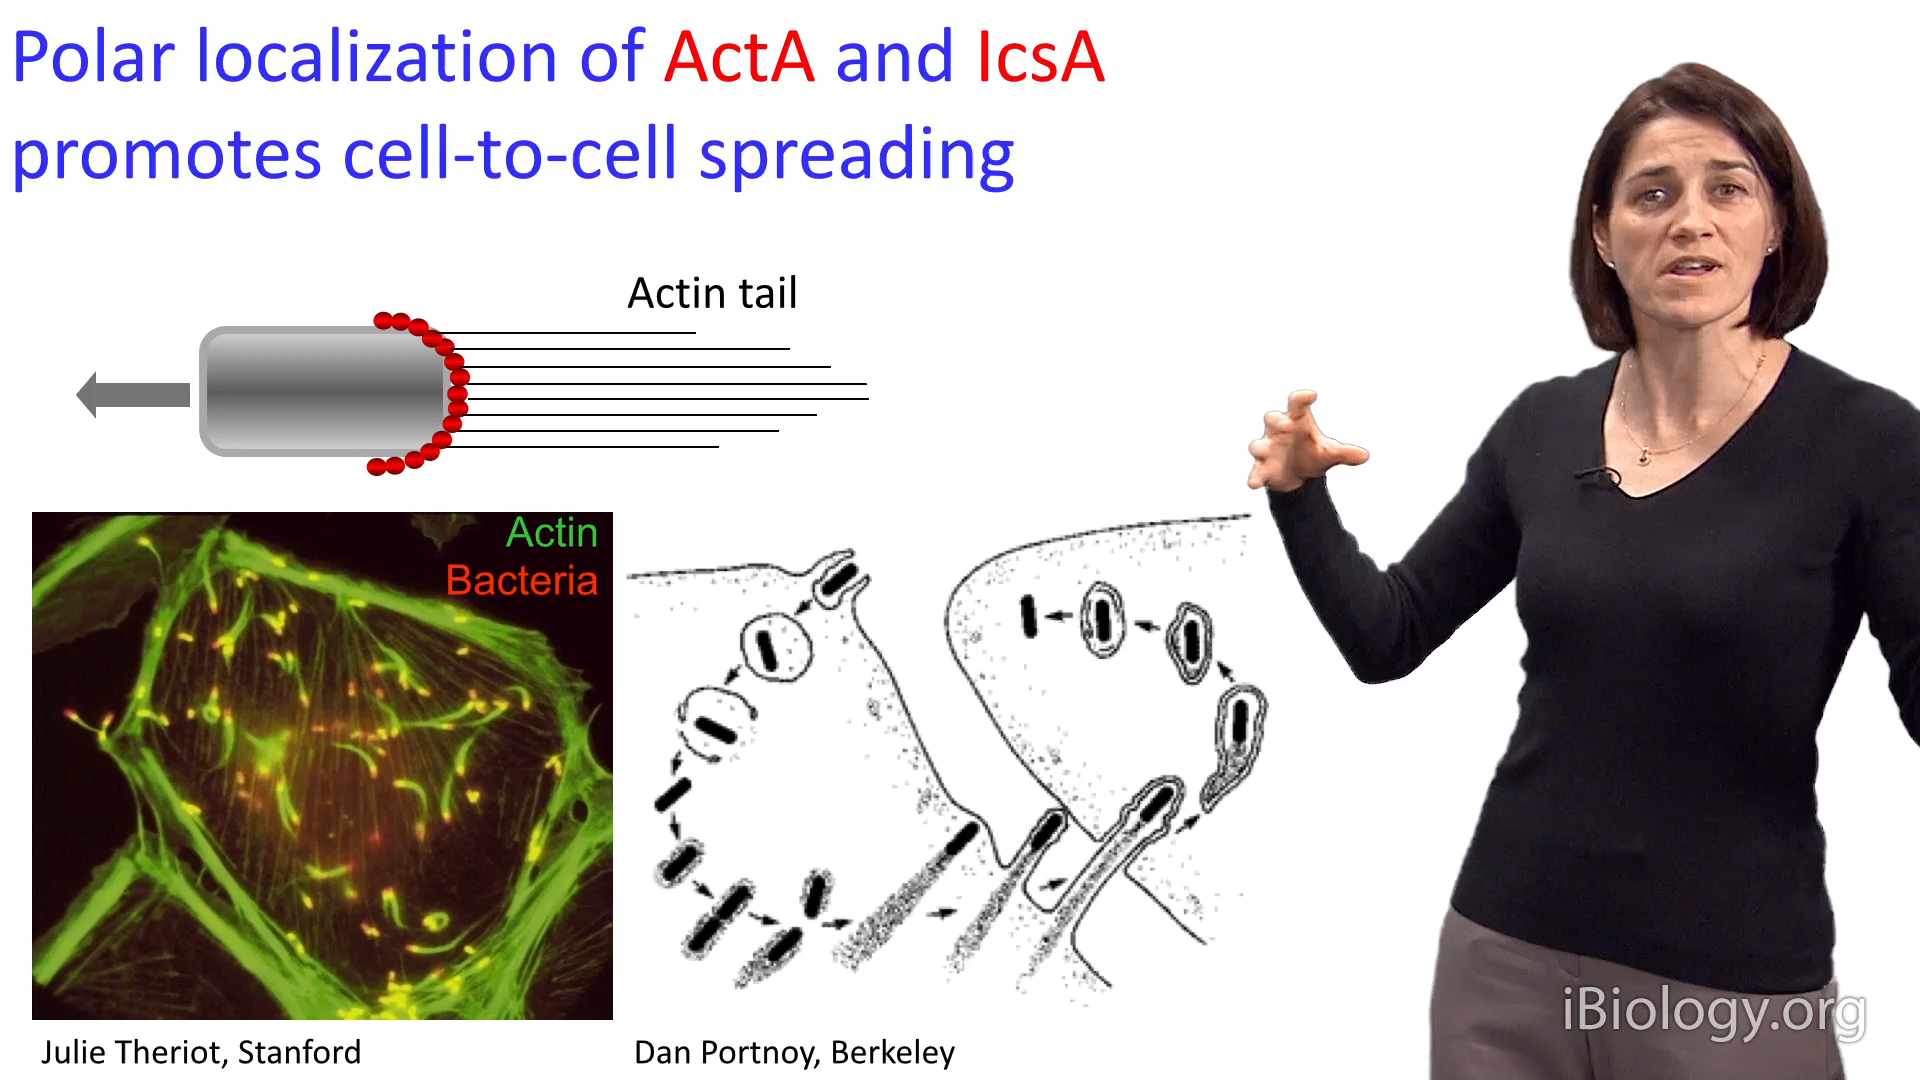 Polar localization of ActA and IcsA
promotes cell-to-cell spreading
Actin tail
Actin
Bacteria
Julie Theriot, Stanford
Dan Portnoy, Berkeley
iBiology.org